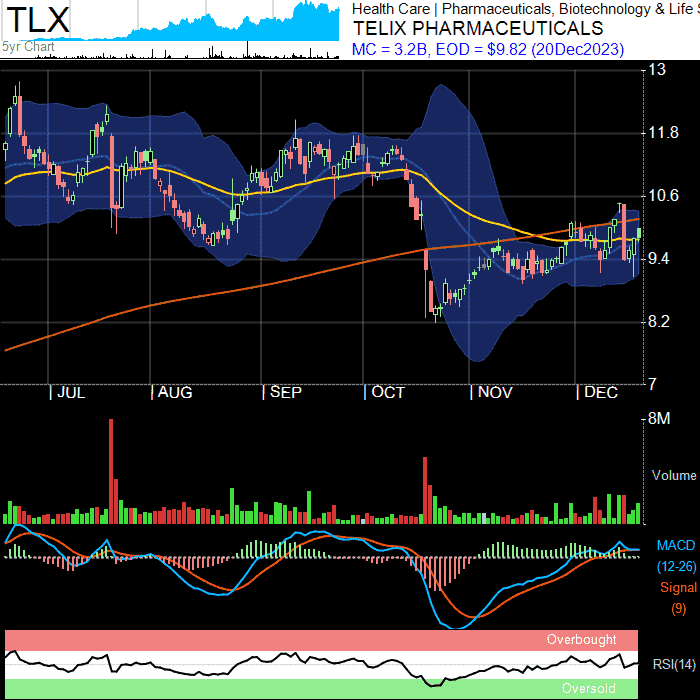 TLX
5yr Chart
Health Care | Pharmaceuticals, Biotechnology & Life S
TELIX PHARMACEUTICALS
MC = 3.2B, EOD = $9.82 (20Dec2023)
13
11.8
10.6
9.4
8.2
7
| JUL | AUG | SEP | OCT | NOV | DEC
8M
Volume
MACD
(12-26)
Signal
(9)
Overbought
RSI(14)
Oversold